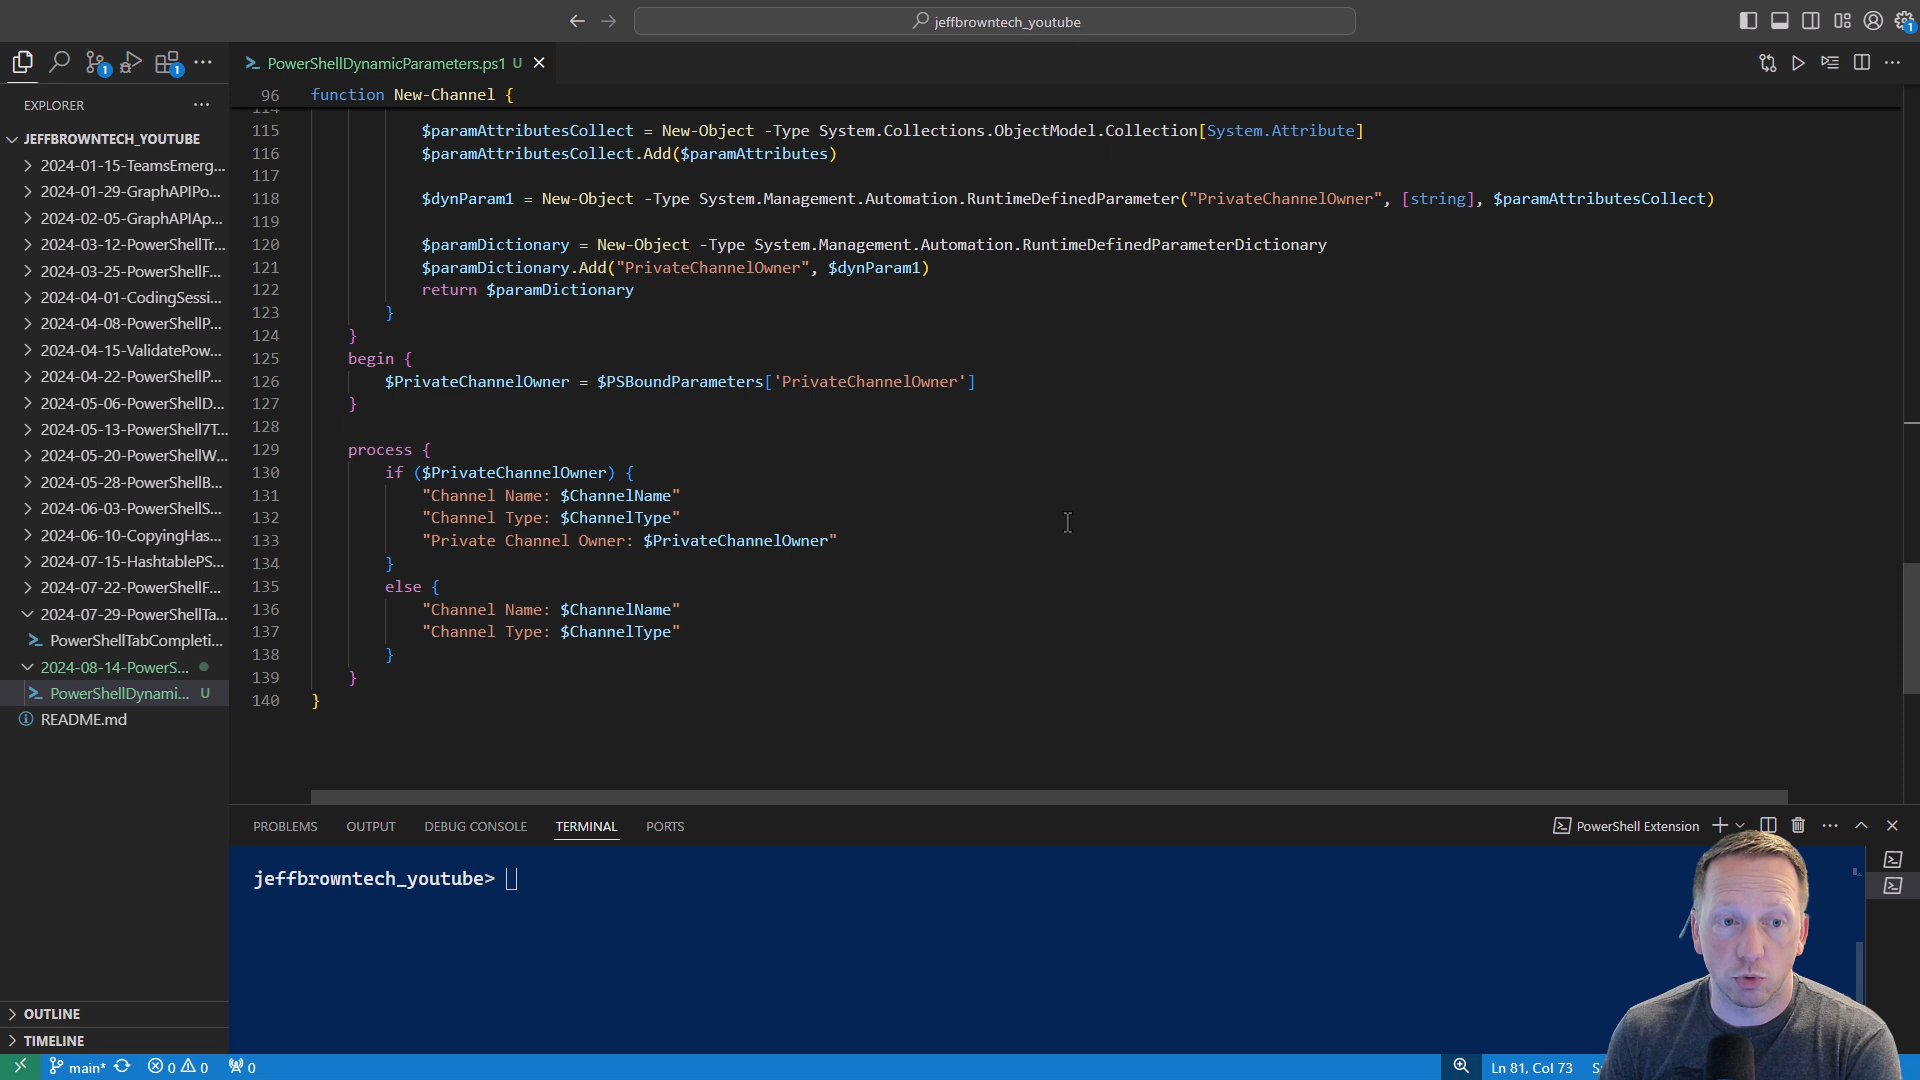 jeffbrowntech_youtube
1
1
1
PowerShellDynamicParameters.ps1 U
EXPLORER
JEFFBROWNTECH_YOUTUBE
2024-01-15-TeamsEmerg...
2024-01-29-GraphAPIPo...
2024-02-05-GraphAPIAp...
2024-03-12-PowerShellTr...
2024-03-25-PowerShellF...
2024-04-01-CodingSessi...
2024-04-08-PowerShellP...
2024-04-15-ValidatePow...
2024-04-22-PowerShellP...
2024-05-06-PowerShellD...
2024-05-13-PowerShell7T...
2024-05-20-PowerShellW...
2024-05-28-PowerShellB...
2024-06-03-PowerShellS...
2024-06-10-CopyingHas...
2024-07-15-HashtablePS...
2024-07-22-PowerShellF...
2024-07-29-PowerShellTa...
PowerShellTabCompleti...
2024-08-14-PowerS...
PowerShellDynami... U
README.md
OUTLINE
TIMELINE
96 function New-Channel {
114
115 $paramAttributesCollect = New-Object -Type System.Collections.ObjectModel.Collection[System.Attribute]
116 $paramAttributesCollect.Add($paramAttributes)
117
118 $dynParam1 = New-Object -Type System.Management.Automation.RuntimeDefinedParameter("PrivateChannelOwner", [string], $paramAttributesCollect)
119
120 $paramDictionary = New-Object -Type System.Management.Automation.RuntimeDefinedParameterDictionary
121 $paramDictionary.Add("PrivateChannelOwner", $dynParam1)
122 return $paramDictionary
123 }
124 }
125 begin {
126 $PrivateChannelOwner = $PSBoundParameters['PrivateChannelOwner']
127 }
128
129 process {
130 if ($PrivateChannelOwner) {
131 "Channel Name: $ChannelName"
132 "Channel Type: $ChannelType"
133 "Private Channel Owner: $PrivateChannelOwner"
134 }
135 else {
136 "Channel Name: $ChannelName"
137 "Channel Type: $ChannelType"
138 }
139 }
140 }
PROBLEMS OUTPUT DEBUG CONSOLE TERMINAL PORTS
PowerShell Extension
jeffbrowntech_youtube>
main* 0 0 0
Ln 81, Col 73